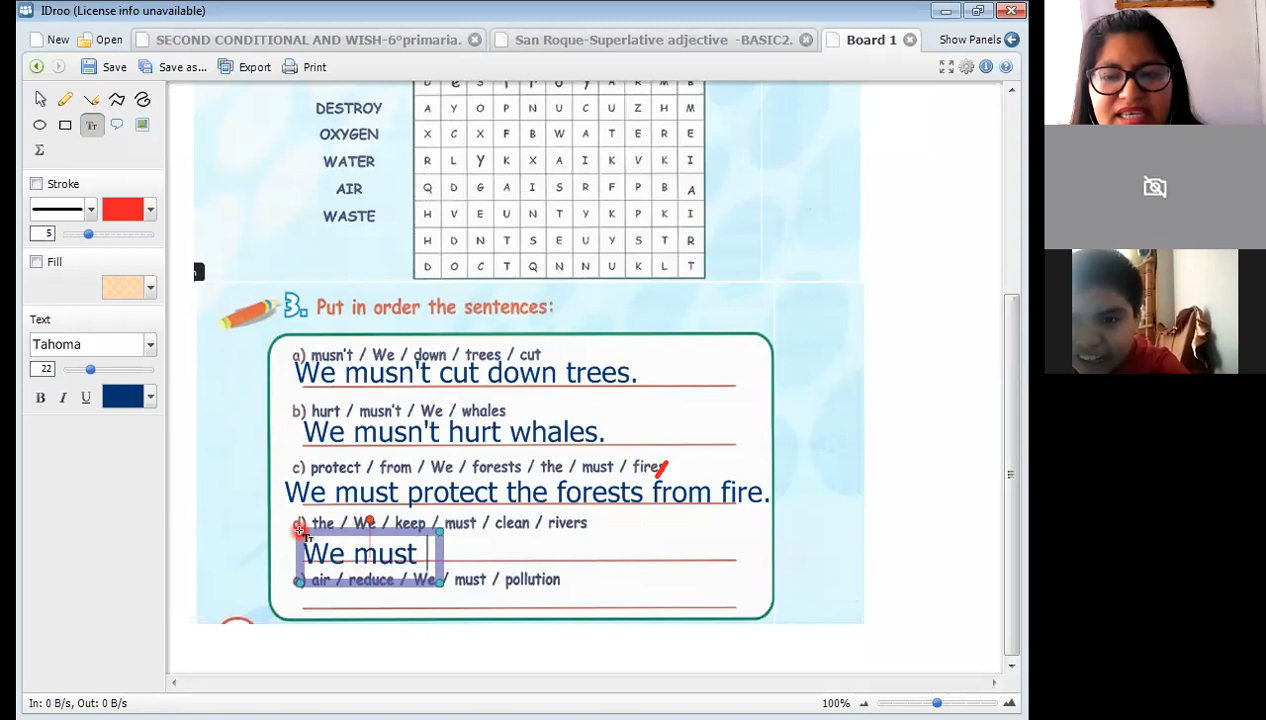 IDroo (License info unavailable)
New Open SECOND CONDITIONAL AND WISH-6°primaria. San Roque-Superlative adjective -BASIC2. Board 1 Show Panels
Save Save as... Export Print
Stroke
5
Fill
Text
Tahoma
22
B I U
DESTROY
OXYGEN
WATER
AIR
WASTE
A Y O P N U C U Z H M
X C X F B W A T E R E
R L Y K X A I K V K I
Q D G A I S R F P B A
H V E U N T Y K P K I
H D N T S E U Y S T R
D O C T Q N N U K L T
3. Put in order the sentences:
a) musn't / We / down / trees / cut
We musn't cut down trees.
b) hurt / musn't / We / whales
We musn't hurt whales.
c) protect / from / We / forests / the / must / fires
We must protect the forests from fire.
d) the / We / keep / must / clean / rivers
We must
e) air / reduce / We / must / pollution
In: 0 B/s, Out: 0 B/s 100%